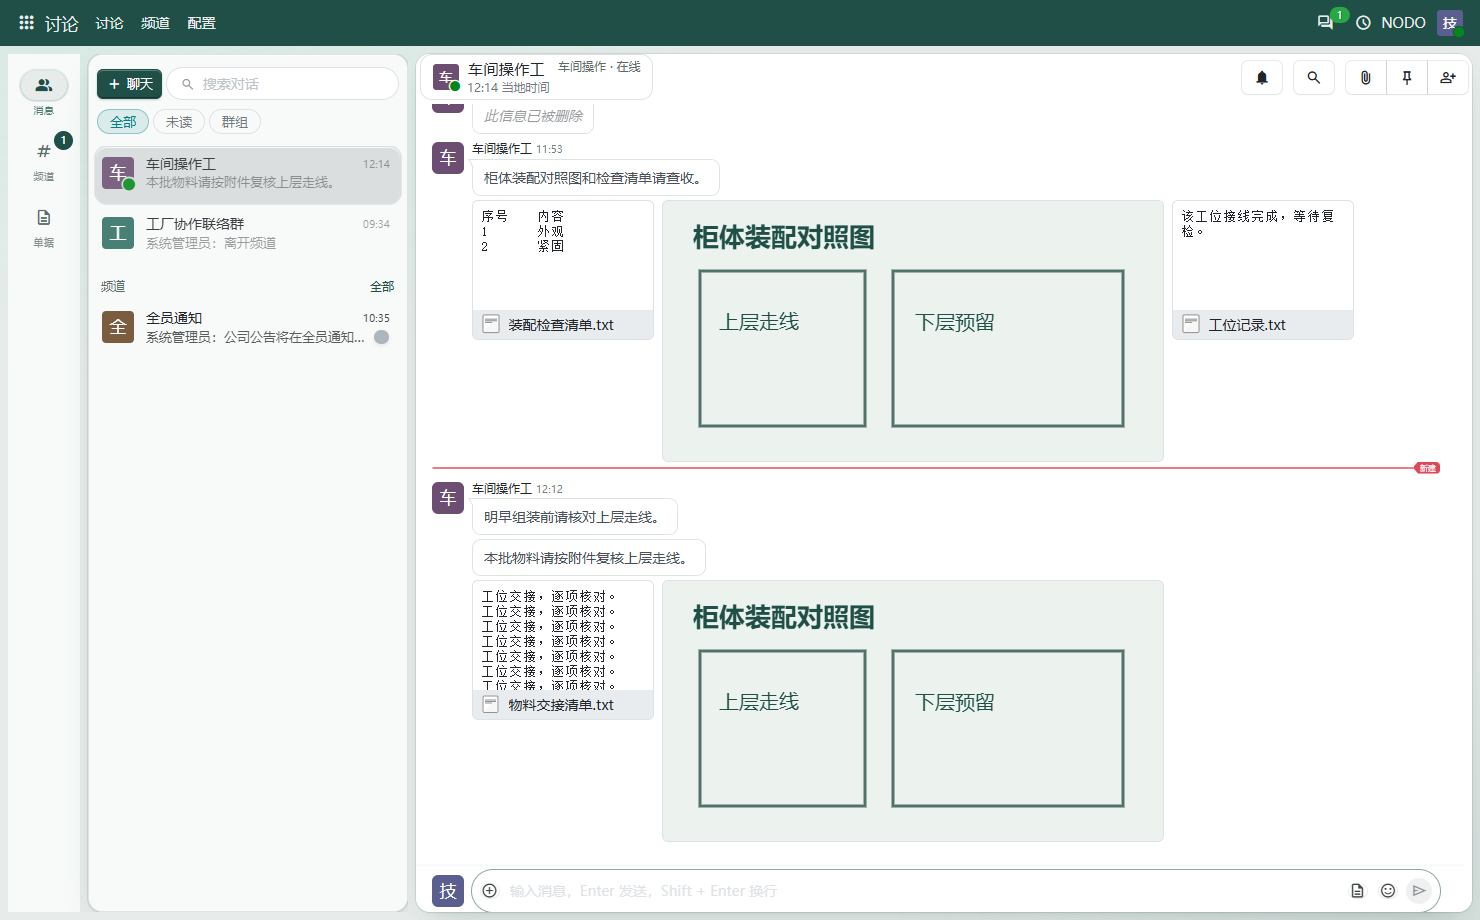 讨论 讨论 频道 配置 1 NODO 技
消息
1
频道
单据
聊天 搜索对话
全部 未读 群组
车 车间操作工 12:14
本批物料请按附件复核上层走线。
工 工厂协作联络群 09:34
系统管理员：离开频道
频道 全部
全 全员通知 10:35
系统管理员：公司公告将在全员通知...
车 车间操作工 车间操作 · 在线
12:14 当地时间
此信息已被删除
车 车间操作工 11:53
柜体装配对照图和检查清单请查收。
序号 内容
1 外观
2 紧固
装配检查清单.txt
柜体装配对照图
上层走线 下层预留
该工位接线完成，等待复
检。
工位记录.txt
新建
车 车间操作工 12:12
明早组装前请核对上层走线。
本批物料请按附件复核上层走线。
工位交接，逐项核对。
工位交接，逐项核对。
工位交接，逐项核对。
工位交接，逐项核对。
工位交接，逐项核对。
工位交接，逐项核对。
工位交接，逐项核对。
物料交接清单.txt
柜体装配对照图
上层走线 下层预留
技 输入消息，Enter 发送，Shift + Enter 换行